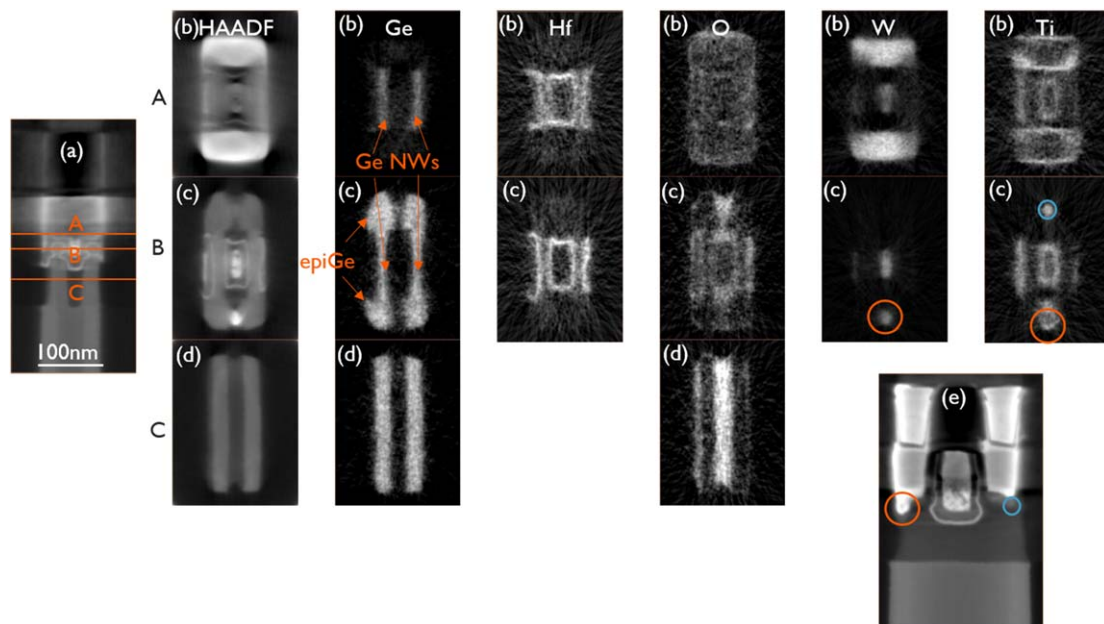 (b)HAADF
(b) Ge
(b) Hf
(b) O
(b) W
(b) Ti
A
(a)
Ge NWs
A
B
C
100nm
(c)
(c)
(c)
(c)
(c)
(c)
B
epiGe
(d)
(d)
(d)
C
(e)